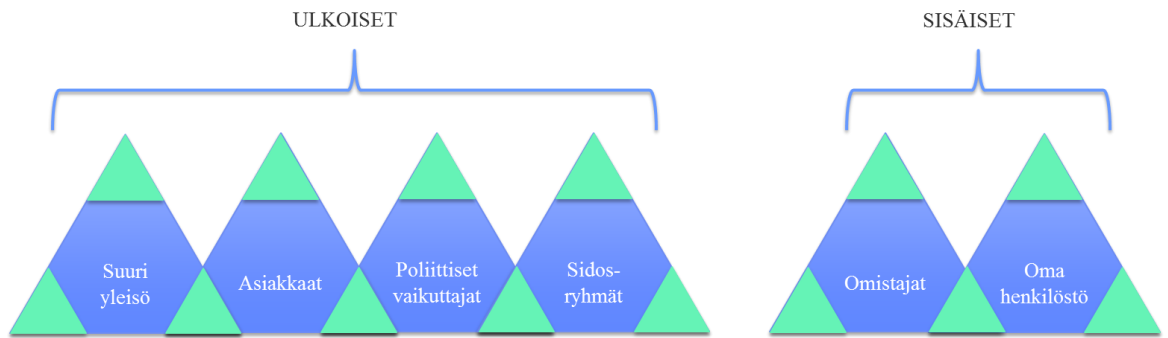 ULKOISET
SISÄISET
Suuri
yleisö
Asiakkaat
Poliittiset
vaikuttajat
Sidos-
ryhmät
Omistajat
Oma
henkilöstö